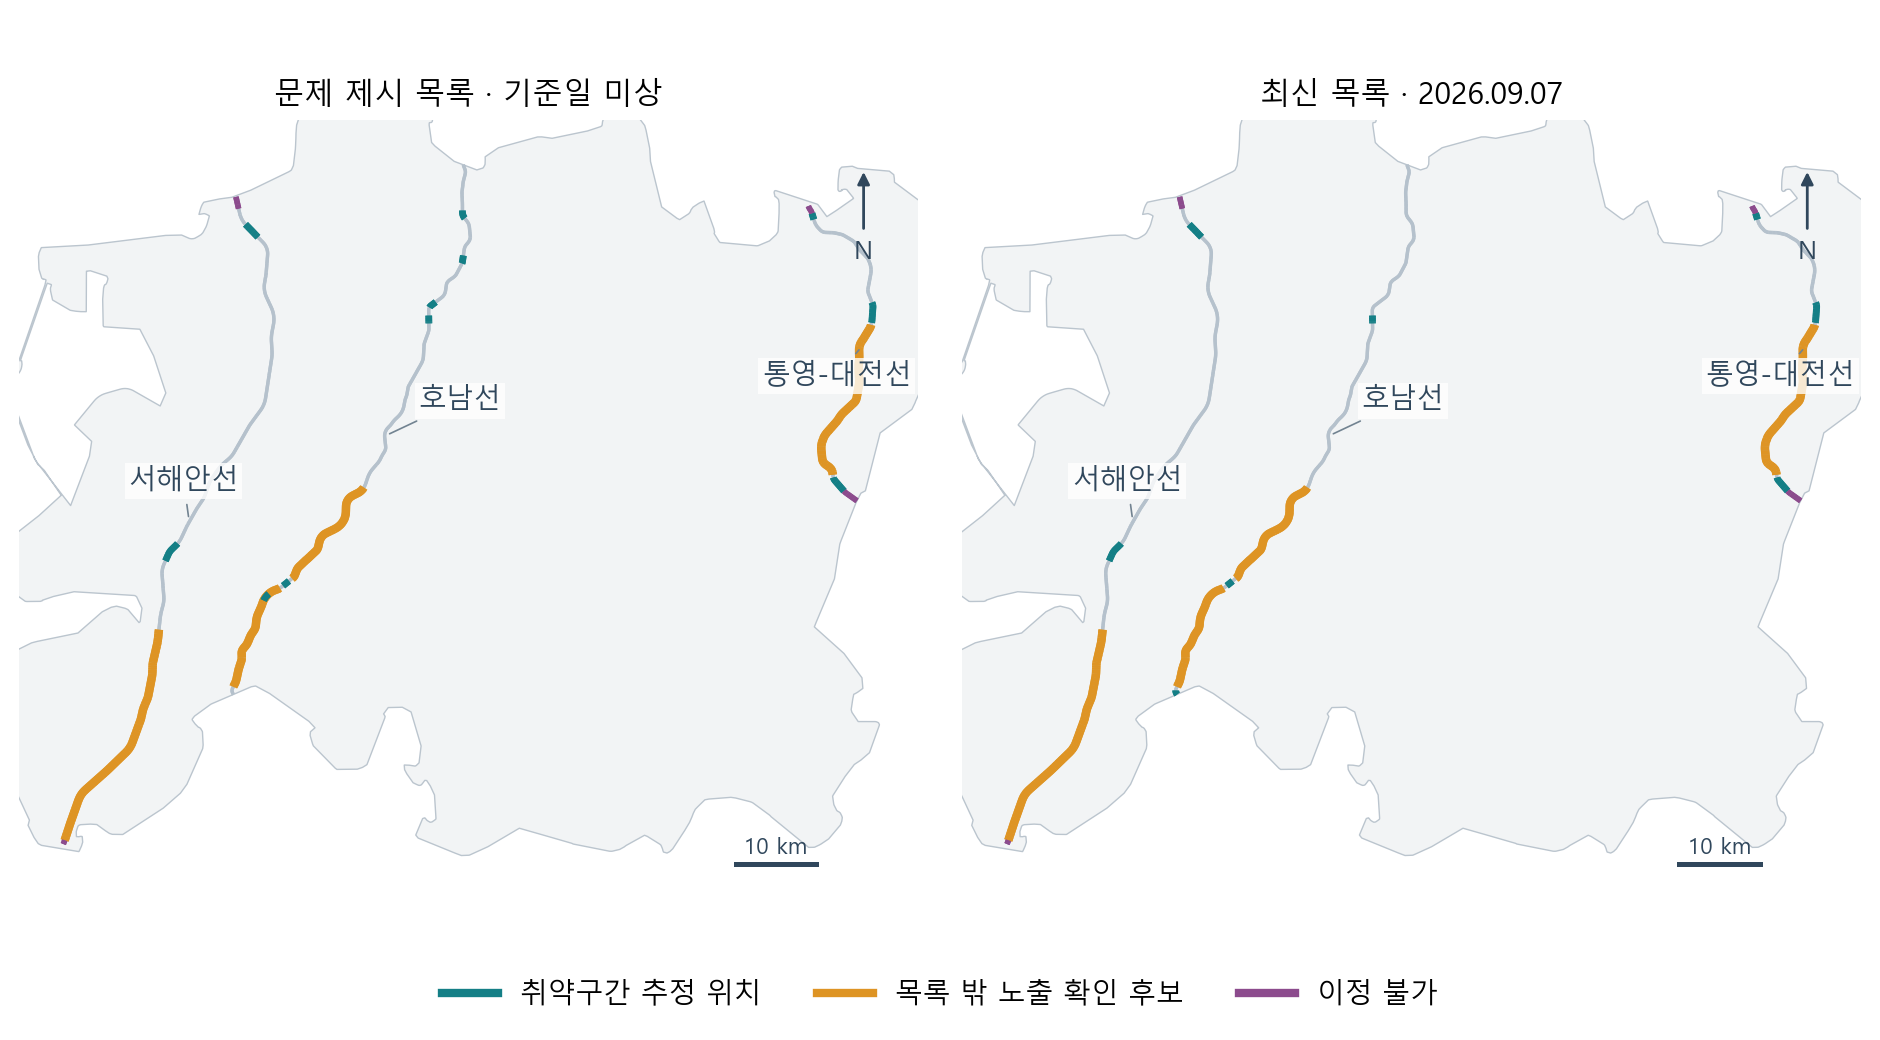 문제 제시 목록 · 기준일 미상
최신 목록 · 2026.09.07
N
통영-대전선
호남선
서해안선
10 km
N
통영-대전선
호남선
서해안선
10 km
취약구간 추정 위치
목록 밖 노출 확인 후보
이정 불가